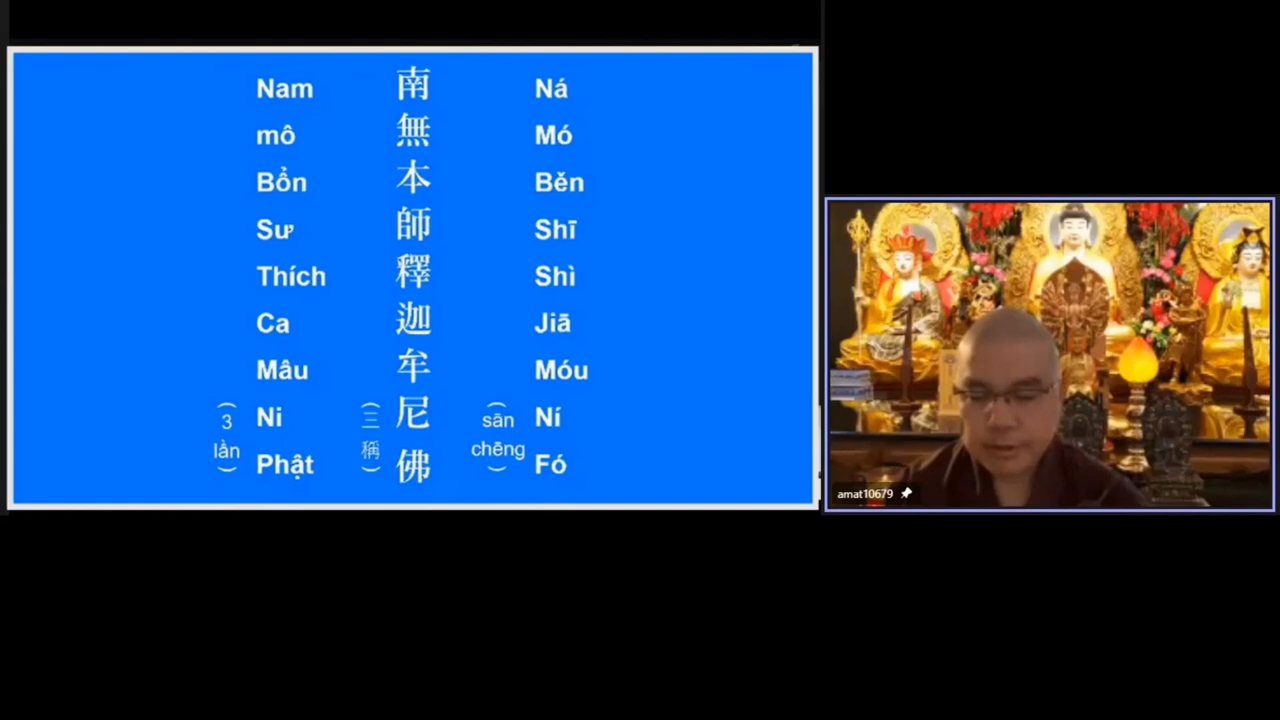 Nam 南 Ná
mô 無 Mó
Bổn 本 Běn
Sư 師 Shī
Thích 釋 Shì
Ca 迦 Jiā
Mâu 牟 Móu
Ni 尼 Ní
Phật 佛 Fó
(3 lần)
(三稱)
(sān chēng)
amat10679